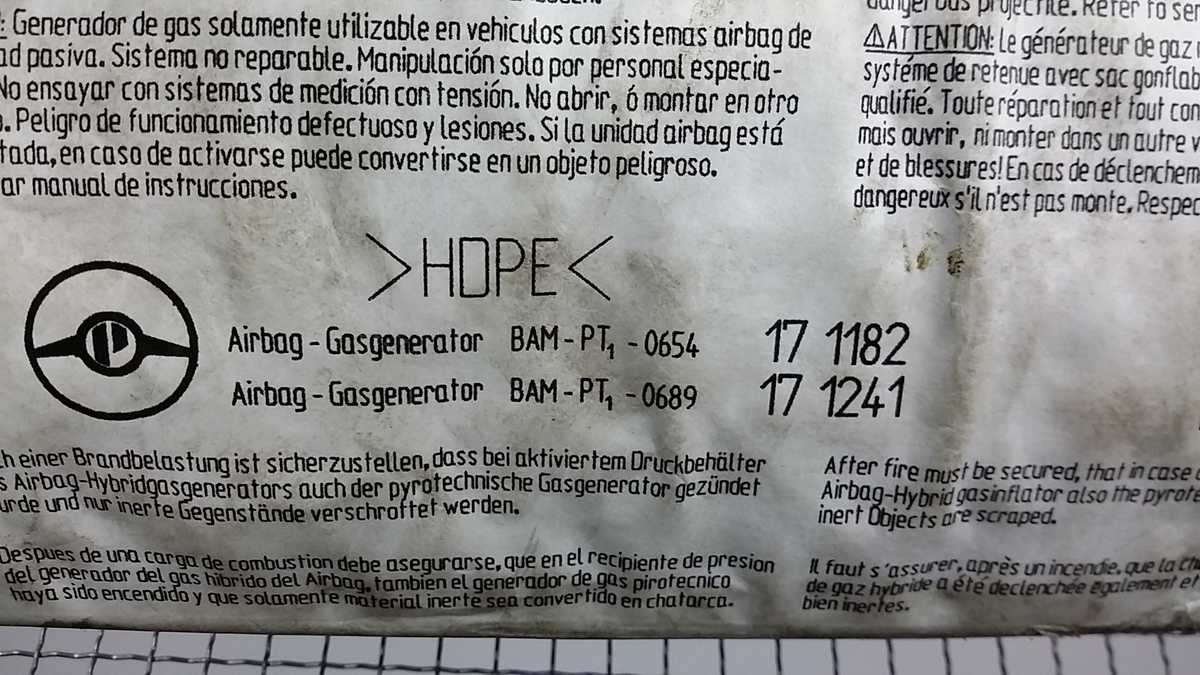 : Generador de gas solamente utilizable en vehiculos con sistemas airbag de
ad pasiva. Sistema no reparable. Manipulación solo por personal especia-
No ensayar con sistemas de medición con tensión. No abrir, ó montar en otro
. Peligro de funcionamiento defectuoso y lesiones. Si la unidad airbag está
tada, en caso de activarse puede convertirse en un objeto peligroso.
ar manual de instrucciones.
dangerous projectile. Refer to ser
⚠ATTENTION: Le générateur de gaz
systéme de retenue avec sac gonflab
qualifié. Toute réparation et tout con
mais ouvrir, ni monter dans un autre v
et de blessures! En cas de déclenchem
dangereux s'il n'est pas monte. Respec
>HDPE<
Airbag - Gasgenerator BAM - PT₁ - 0654 17 1182
Airbag - Gasgenerator BAM - PT₁ - 0689 17 1241
h einer Brandbelastung ist sicherzustellen, dass bei aktiviertem Druckbehälter
s Airbag-Hybridgasgenerators auch der pyrotechnische Gasgenerator gezündet
urde und nur inerte Gegenstände verschrottet werden.
After fire must be secured, that in case o
Airbag-Hybrid gasinflator also the pyrote
inert Objects are scraped.
Despues de una carga de combustion debe asegurarse, que en el recipiente de presion
del generador del gas hibrido del Airbag, tambien el generador de gas pirotecnico
haya sido encendido y que solamente material inerte sea convertido en chatarca.
Il faut s'assurer, après un incendie, que la ch
de gaz hybride a été declenchée également et
bien inertes.